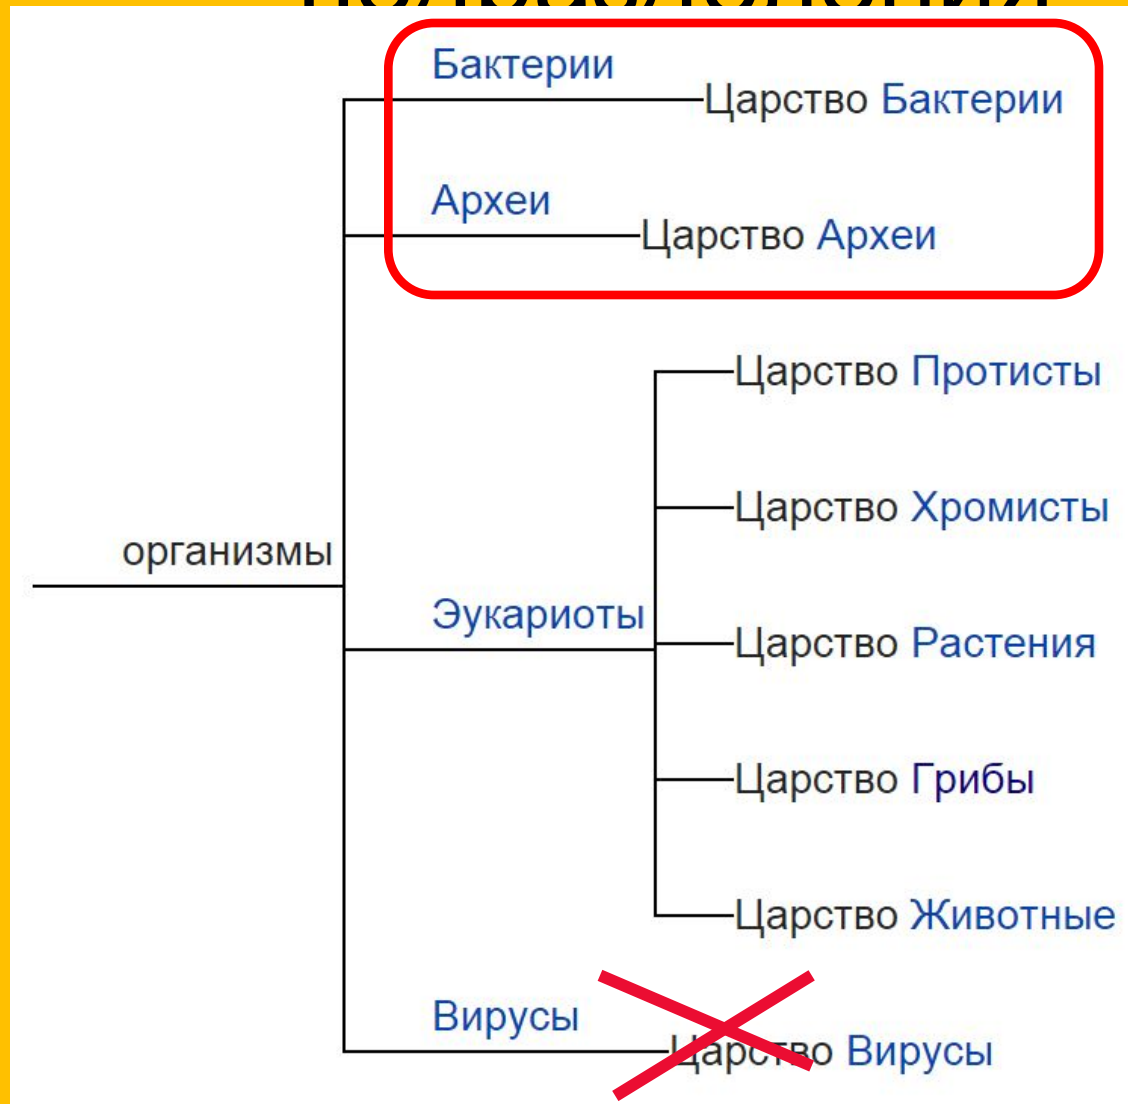 Бактерии
Царство Бактерии
Археи
Царство Археи
Царство Протисты
Царство Хромисты
организмы
Эукариоты
Царство Растения
Царство Грибы
Царство Животные
Вирусы
Царство Вирусы